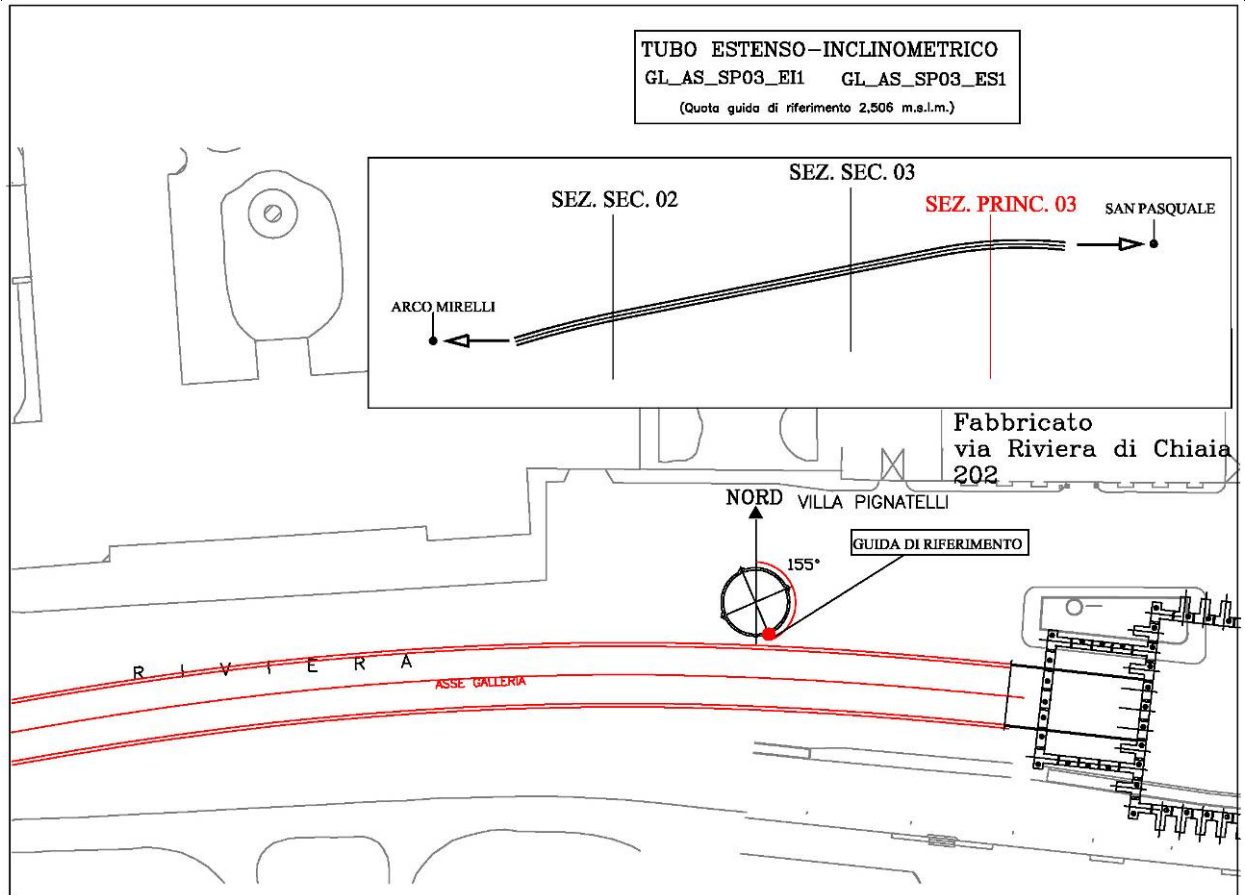 TUBO ESTENSO-INCLINOMETRICO
GL_AS_SP03_EI1 GL_AS_SP03_ES1
(Quota guida di riferimento 2,506 m.s.l.m.)
SEZ. SEC. 03
SEZ. SEC. 02
SEZ. PRINC. 03
SAN PASQUALE
ARCO MIRELLI
Fabbricato
via Riviera di Chiaia
202
NORD
VILLA PIGNATELLI
GUIDA DI RIFERIMENTO
155°
RIVIERA
ASSE GALLERIA